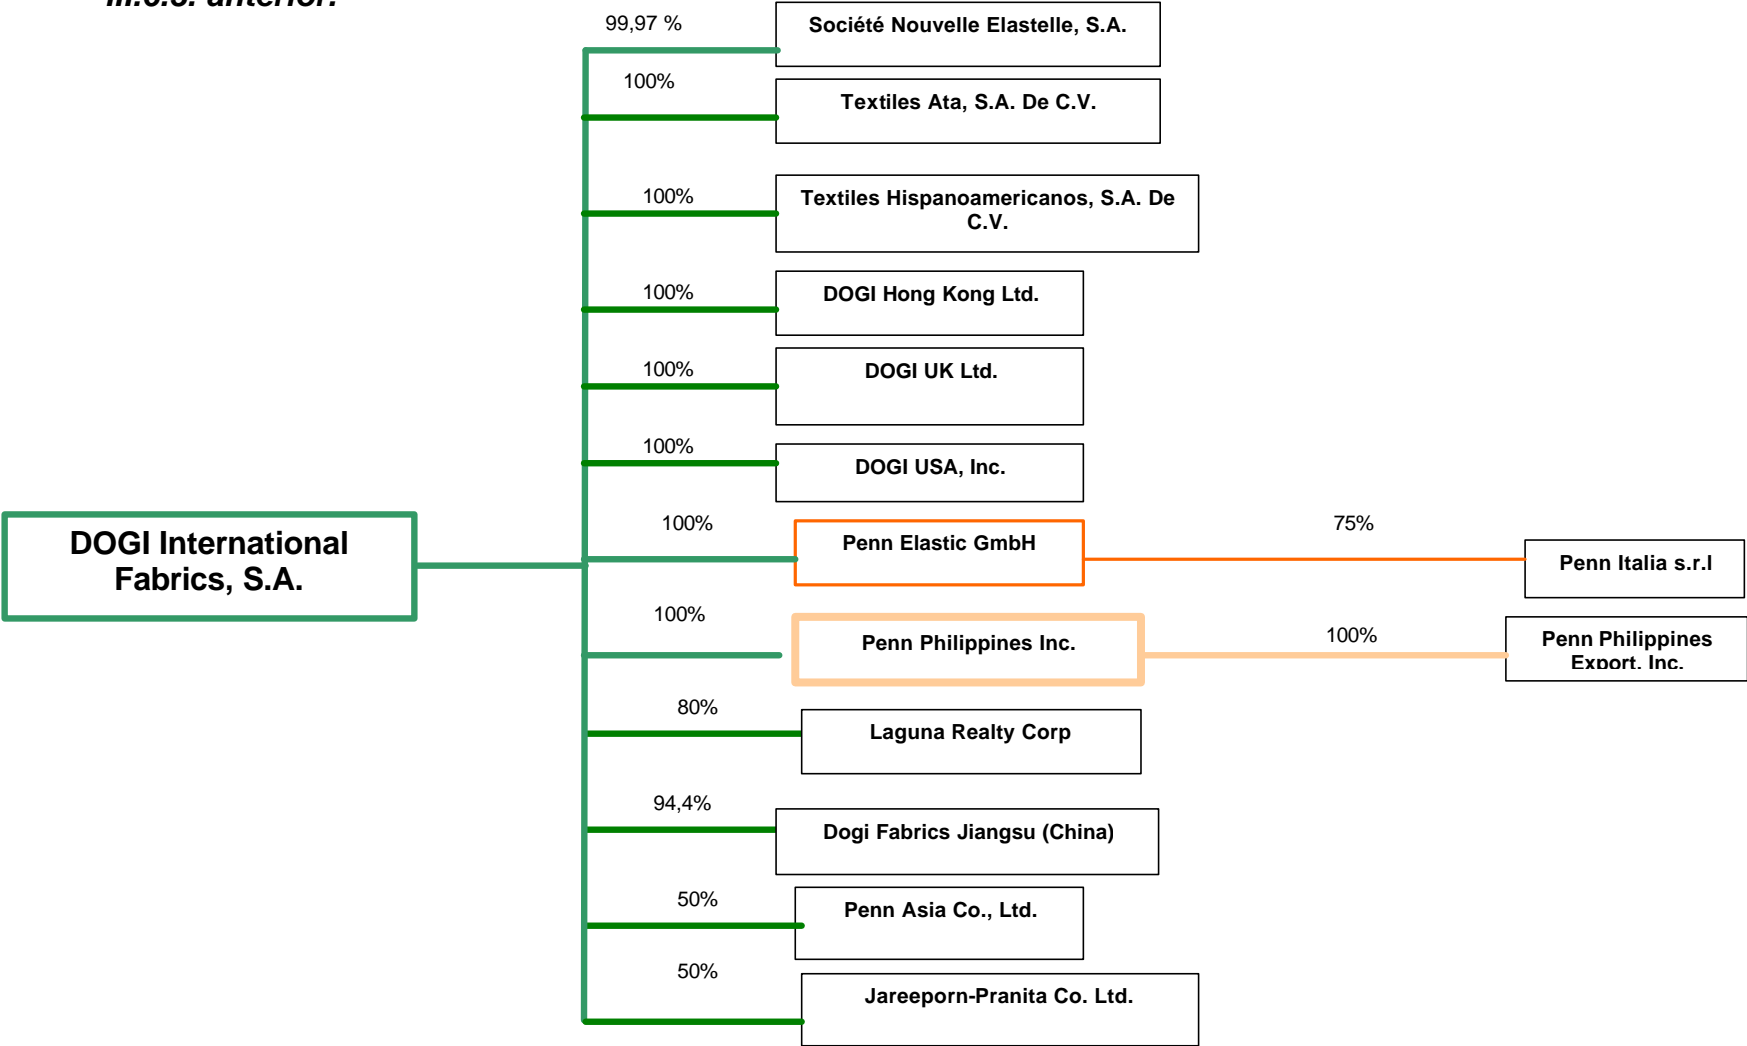 anterior.
99,97 %
Société Nouvelle Elastelle, S.A.
100%
Textiles Ata, S.A. De C.V.
100%
Textiles Hispanoamericanos, S.A. De
C.V.
100%
DOGI Hong Kong Ltd.
100%
DOGI UK Ltd.
100%
DOGI USA, Inc.
DOGI International
Fabrics, S.A.
100%
Penn Elastic GmbH
75%
Penn Italia s.r.l
100%
Penn Philippines Inc.
100%
Penn Philippines
Export, Inc.
80%
Laguna Realty Corp
94,4%
Dogi Fabrics Jiangsu (China)
50%
Penn Asia Co., Ltd.
50%
Jareeporn-Pranita Co. Ltd.